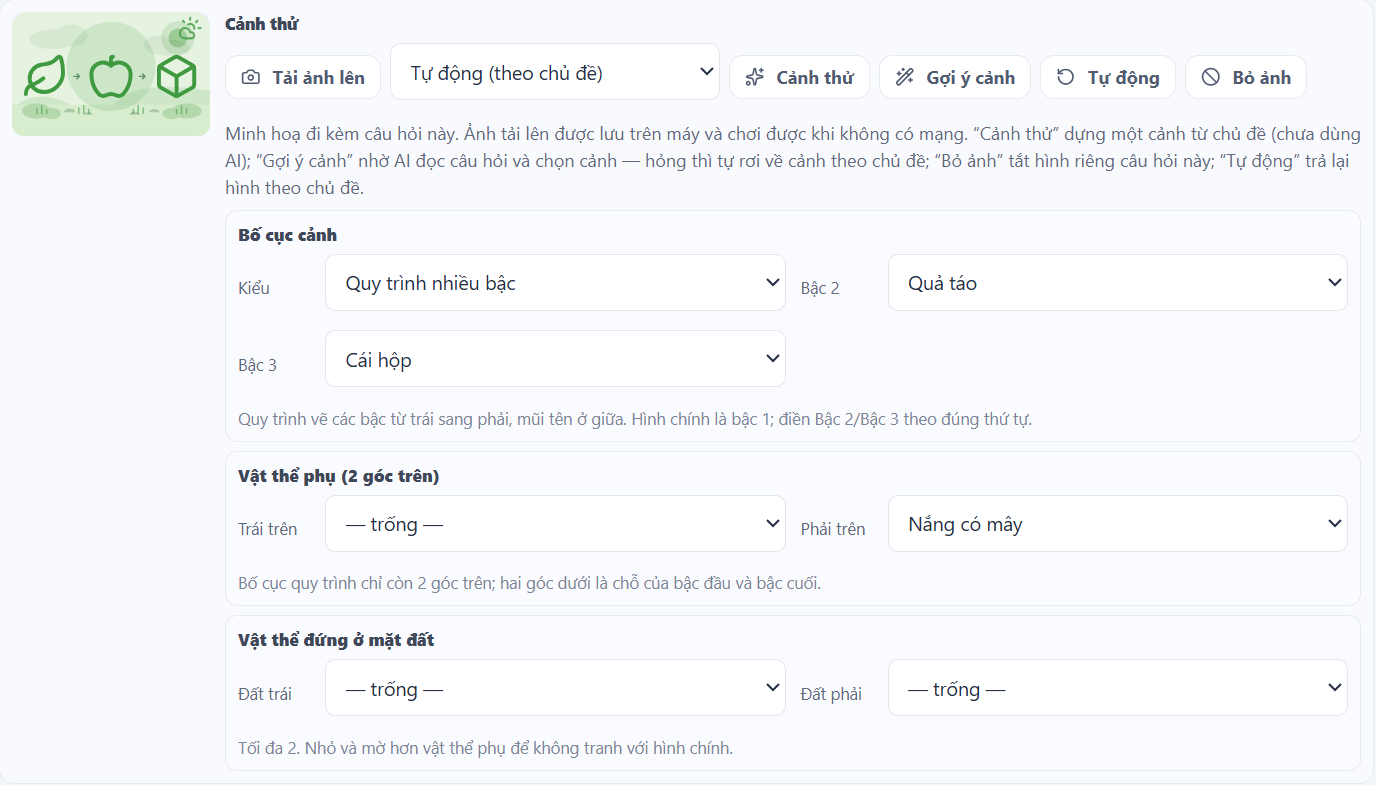 Cảnh thử
Tải ảnh lên
Tự động (theo chủ đề)
Cảnh thử
Gợi ý cảnh
Tự động
Bỏ ảnh
Minh hoạ đi kèm câu hỏi này. Ảnh tải lên được lưu trên máy và chơi được khi không có mạng. “Cảnh thử” dựng một cảnh từ chủ đề (chưa dùng
AI); “Gợi ý cảnh” nhờ AI đọc câu hỏi và chọn cảnh — hỏng thì tự rơi về cảnh theo chủ đề; “Bỏ ảnh” tắt hình riêng câu hỏi này; “Tự động” trả lại
hình theo chủ đề.
Bố cục cảnh
Kiểu
Quy trình nhiều bậc
Bậc 2
Quả táo
Bậc 3
Cái hộp
Quy trình vẽ các bậc từ trái sang phải, mũi tên ở giữa. Hình chính là bậc 1; điền Bậc 2/Bậc 3 theo đúng thứ tự.
Vật thể phụ (2 góc trên)
Trái trên
— trống —
Phải trên
Nắng có mây
Bố cục quy trình chỉ còn 2 góc trên; hai góc dưới là chỗ của bậc đầu và bậc cuối.
Vật thể đứng ở mặt đất
Đất trái
— trống —
Đất phải
— trống —
Tối đa 2. Nhỏ và mờ hơn vật thể phụ để không tranh với hình chính.